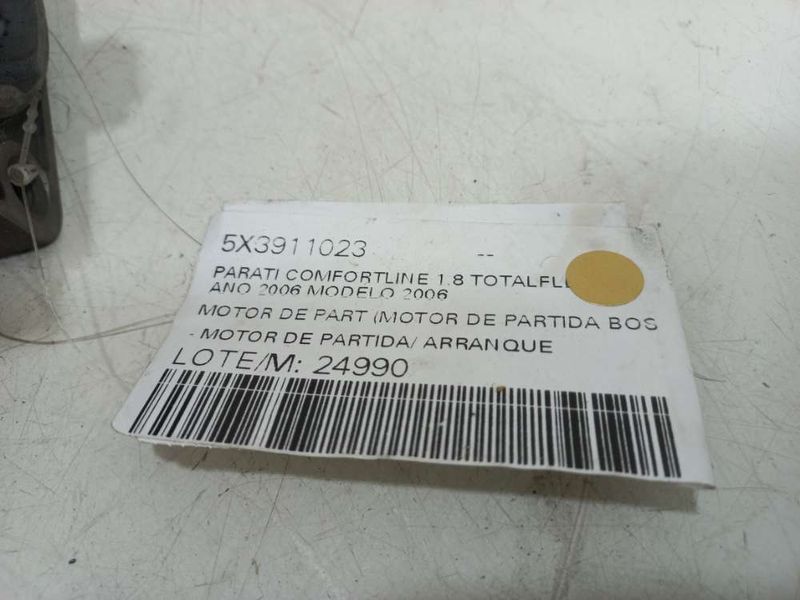 5X3911023 --
PARATI COMFORTLINE 1.8 TOTALFL
ANO 2006 MODELO 2006
MOTOR DE PART (MOTOR DE PARTIDA BOS
- MOTOR DE PARTIDA/ ARRANQUE
LOTE/M: 24990